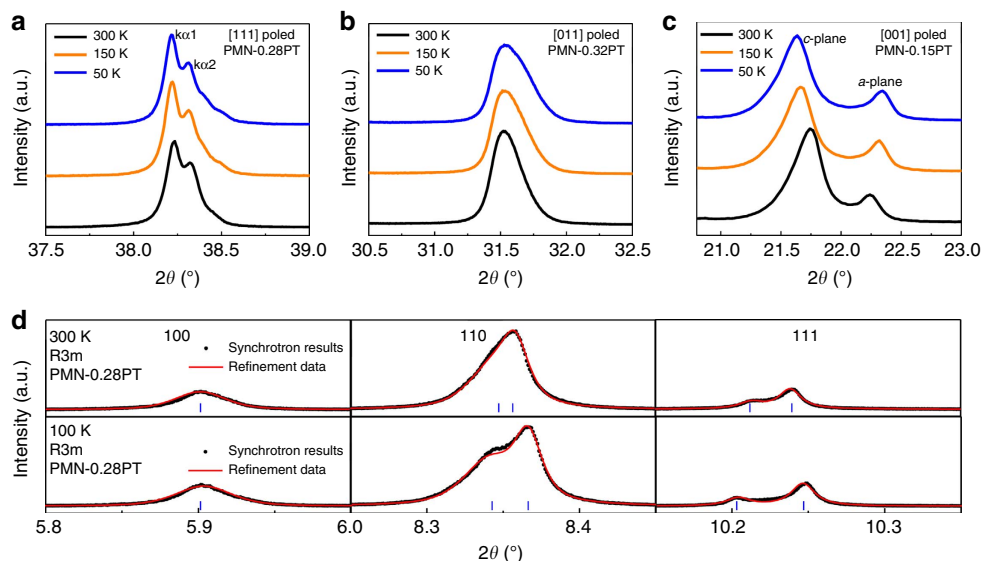 a
300 K
150 K
50 K
kα1
kα2
[111] poled
PMN-0.28PT
Intensity (a.u.)
37.5 38.0 38.5 39.0
2θ (°)
b
300 K
150 K
50 K
[011] poled
PMN-0.32PT
Intensity (a.u.)
30.5 31.0 31.5 32.0 32.5
2θ (°)
c
300 K
150 K
50 K
c-plane
a-plane
[001] poled
PMN-0.15PT
Intensity (a.u.)
21.0 21.5 22.0 22.5 23.0
2θ (°)
d
300 K
R3m
PMN-0.28PT
100
Synchrotron results
Refinement data
110
Synchrotron results
Refinement data
111
Intensity (a.u.)
100 K
R3m
PMN-0.28PT
Synchrotron results
Refinement data
Intensity (a.u.)
5.8 5.9 6.0 8.3 8.4 10.2 10.3
2θ (°)